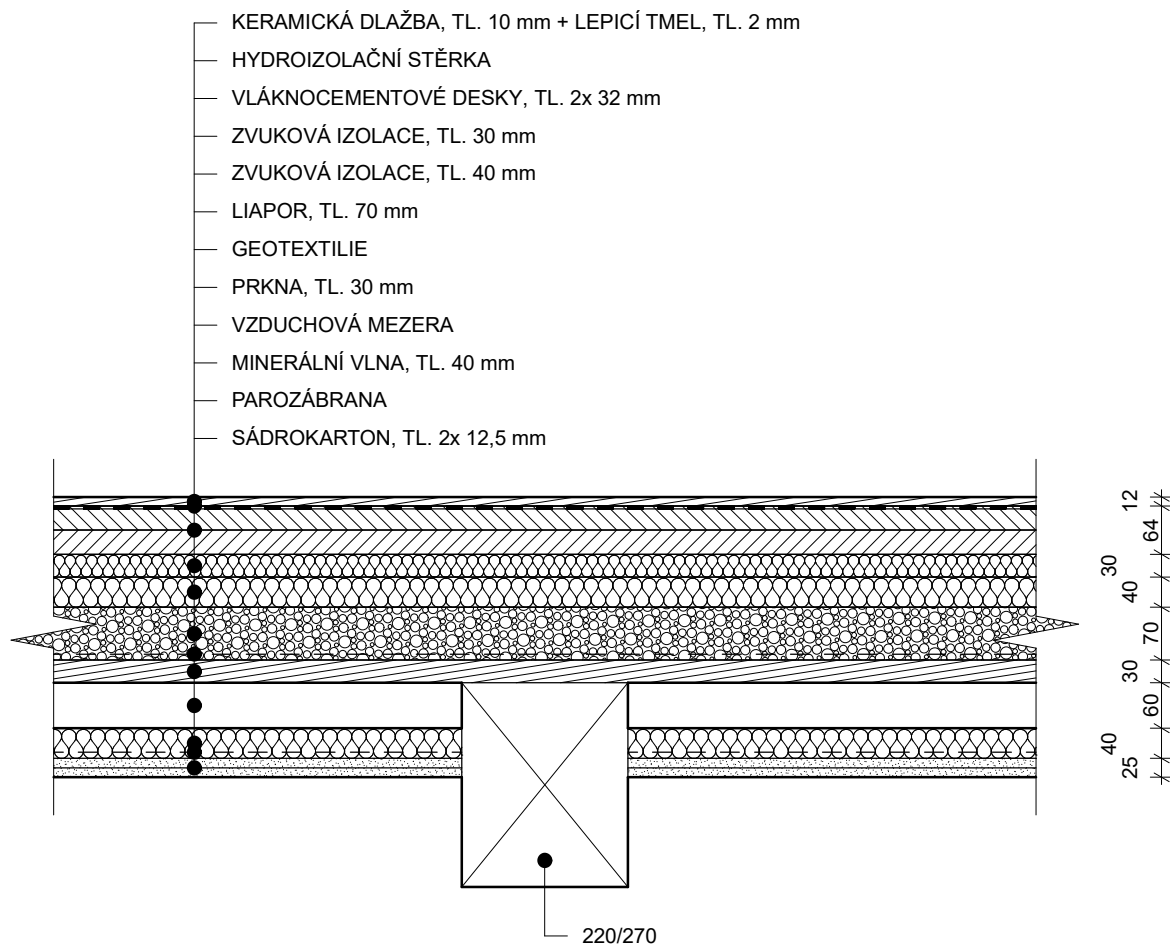 KERAMICKÁ DLAŽBA, TL. 10 mm + LEPICÍ TMEL, TL. 2 mm
HYDROIZOLAČNÍ STĚRKA
VLÁKNOCEMENTOVÉ DESKY, TL. 2x 32 mm
ZVUKOVÁ IZOLACE, TL. 30 mm
ZVUKOVÁ IZOLACE, TL. 40 mm
LIAPOR, TL. 70 mm
GEOTEXTILIE
PRKNA, TL. 30 mm
VZDUCHOVÁ MEZERA
MINERÁLNÍ VLNA, TL. 40 mm
PAROZÁBRANA
SÁDROKARTON, TL. 2x 12,5 mm
12
64
30
40
70
30
60
40
25
220/270